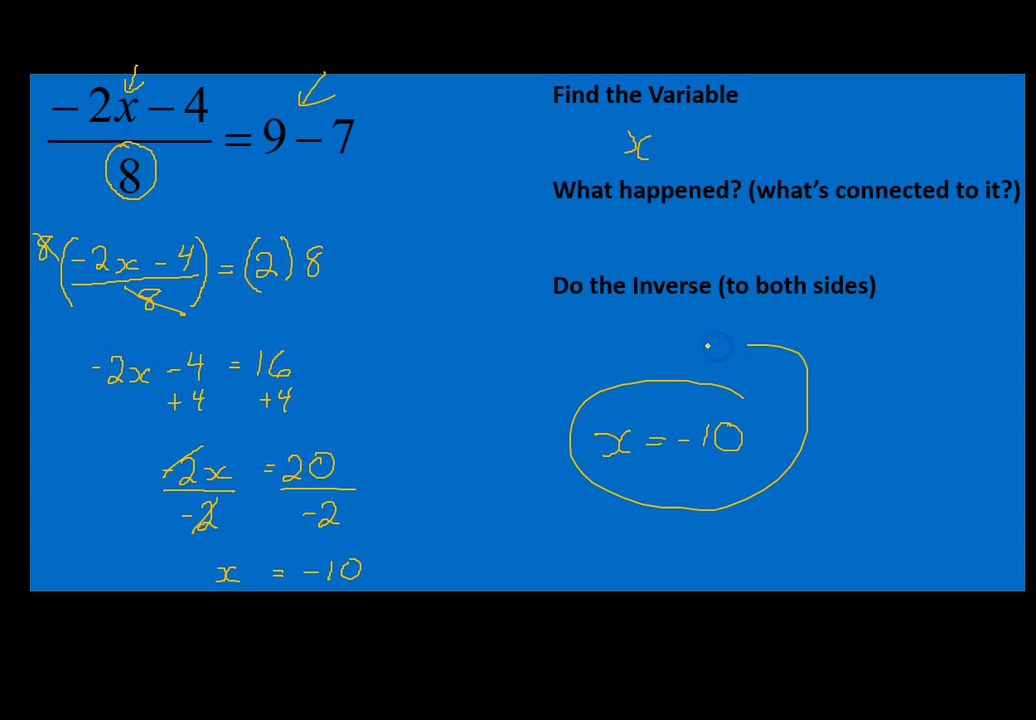 -2x - 4
8
= 9 - 7
8(-2x - 4) = (2) 8
8
-2x - 4 = 16
+ 4 + 4
-2x = 20
-2 -2
x = -10
Find the Variable
x
What happened? (what's connected to it?)
Do the Inverse (to both sides)
x = -10